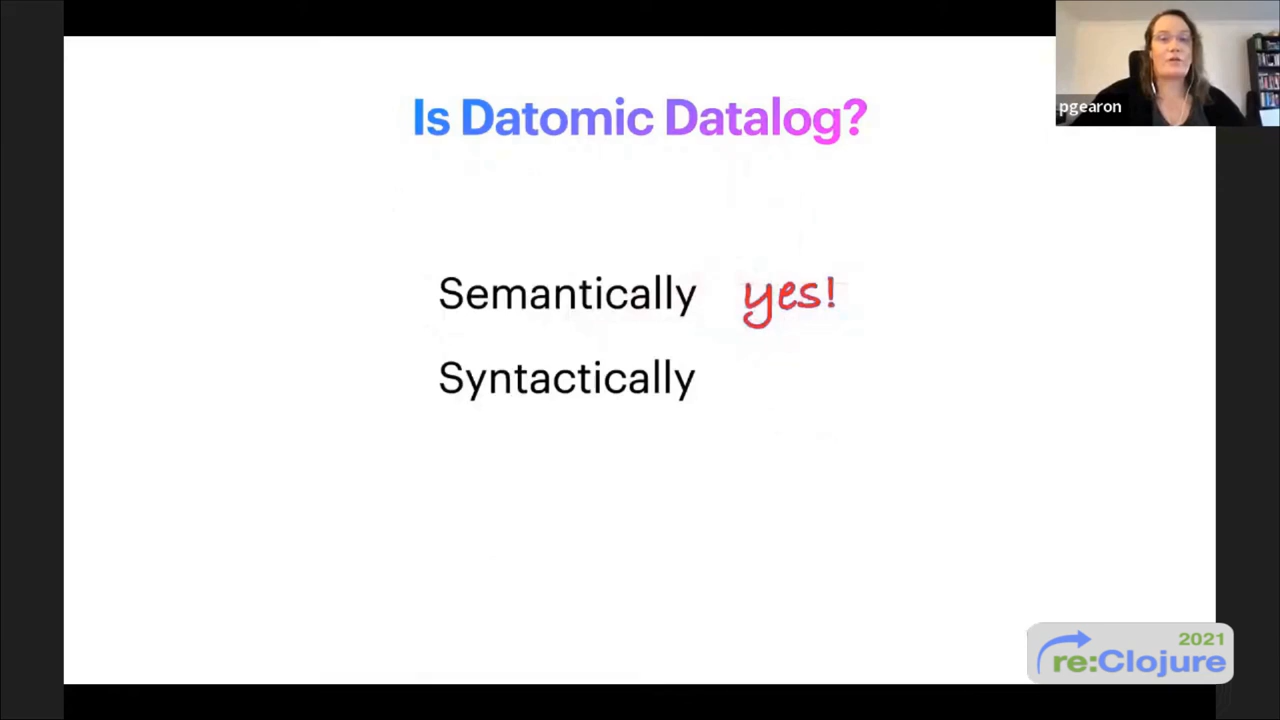 Is Datomic Datalog?
pgearon
Semantically yes!
Syntactically
2021
re:Clojure